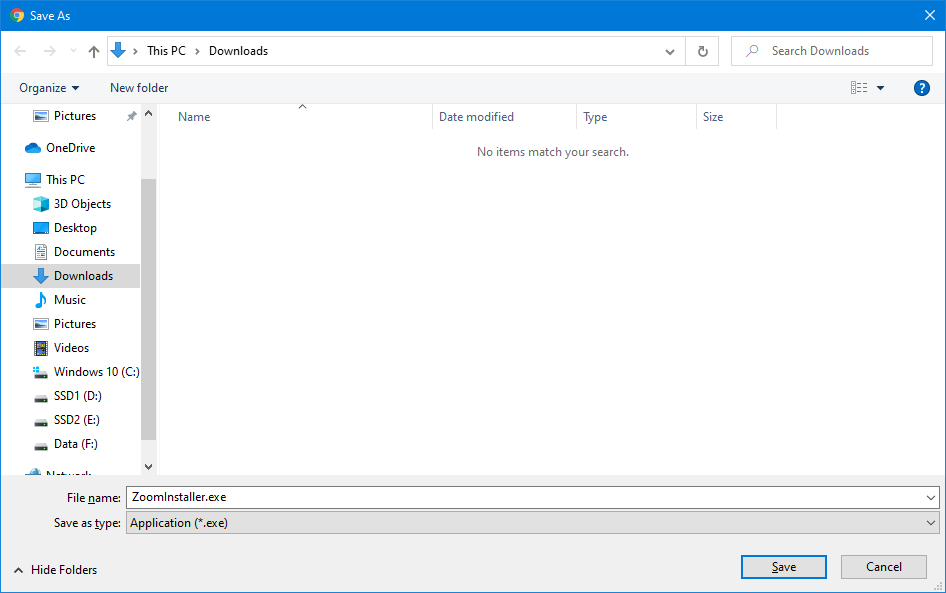 Save As
This PC > Downloads
Search Downloads
Organize
New folder
?
Name
Date modified
Type
Size
No items match your search.
Pictures
OneDrive
This PC
3D Objects
Desktop
Documents
Downloads
Music
Pictures
Videos
Windows 10 (C:)
SSD1 (D:)
SSD2 (E:)
Data (F:)
Network
File name:
ZoomInstaller.exe
Save as type:
Application (*.exe)
Hide Folders
Save
Cancel